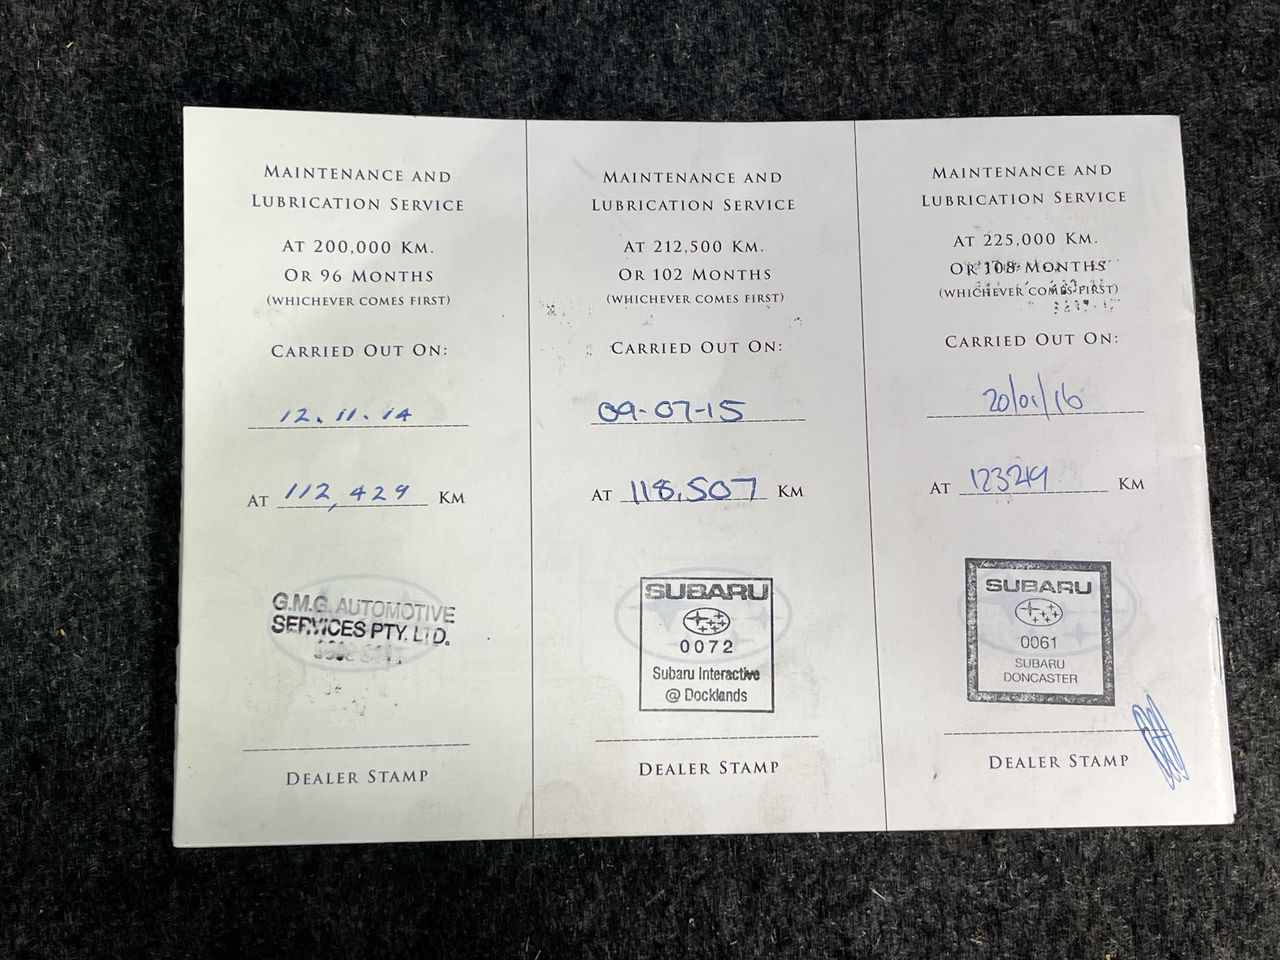 MAINTENANCE AND
LUBRICATION SERVICE
AT 200,000 KM.
OR 96 MONTHS
(WHICHEVER COMES FIRST)
CARRIED OUT ON:
12.11.14
AT 112,429 KM
G.M.G. AUTOMOTIVE
SERVICES PTY. LTD.
DEALER STAMP
MAINTENANCE AND
LUBRICATION SERVICE
AT 212,500 KM.
OR 102 MONTHS
(WHICHEVER COMES FIRST)
CARRIED OUT ON:
09-07-15
AT 118,507 KM
SUBARU
0072
Subaru Interactive
@ Docklands
DEALER STAMP
MAINTENANCE AND
LUBRICATION SERVICE
AT 225,000 KM.
OR 108 MONTHS
(WHICHEVER COMES FIRST)
CARRIED OUT ON:
20/01/16
AT 123219 KM
SUBARU
0061
SUBARU
DONCASTER
DEALER STAMP